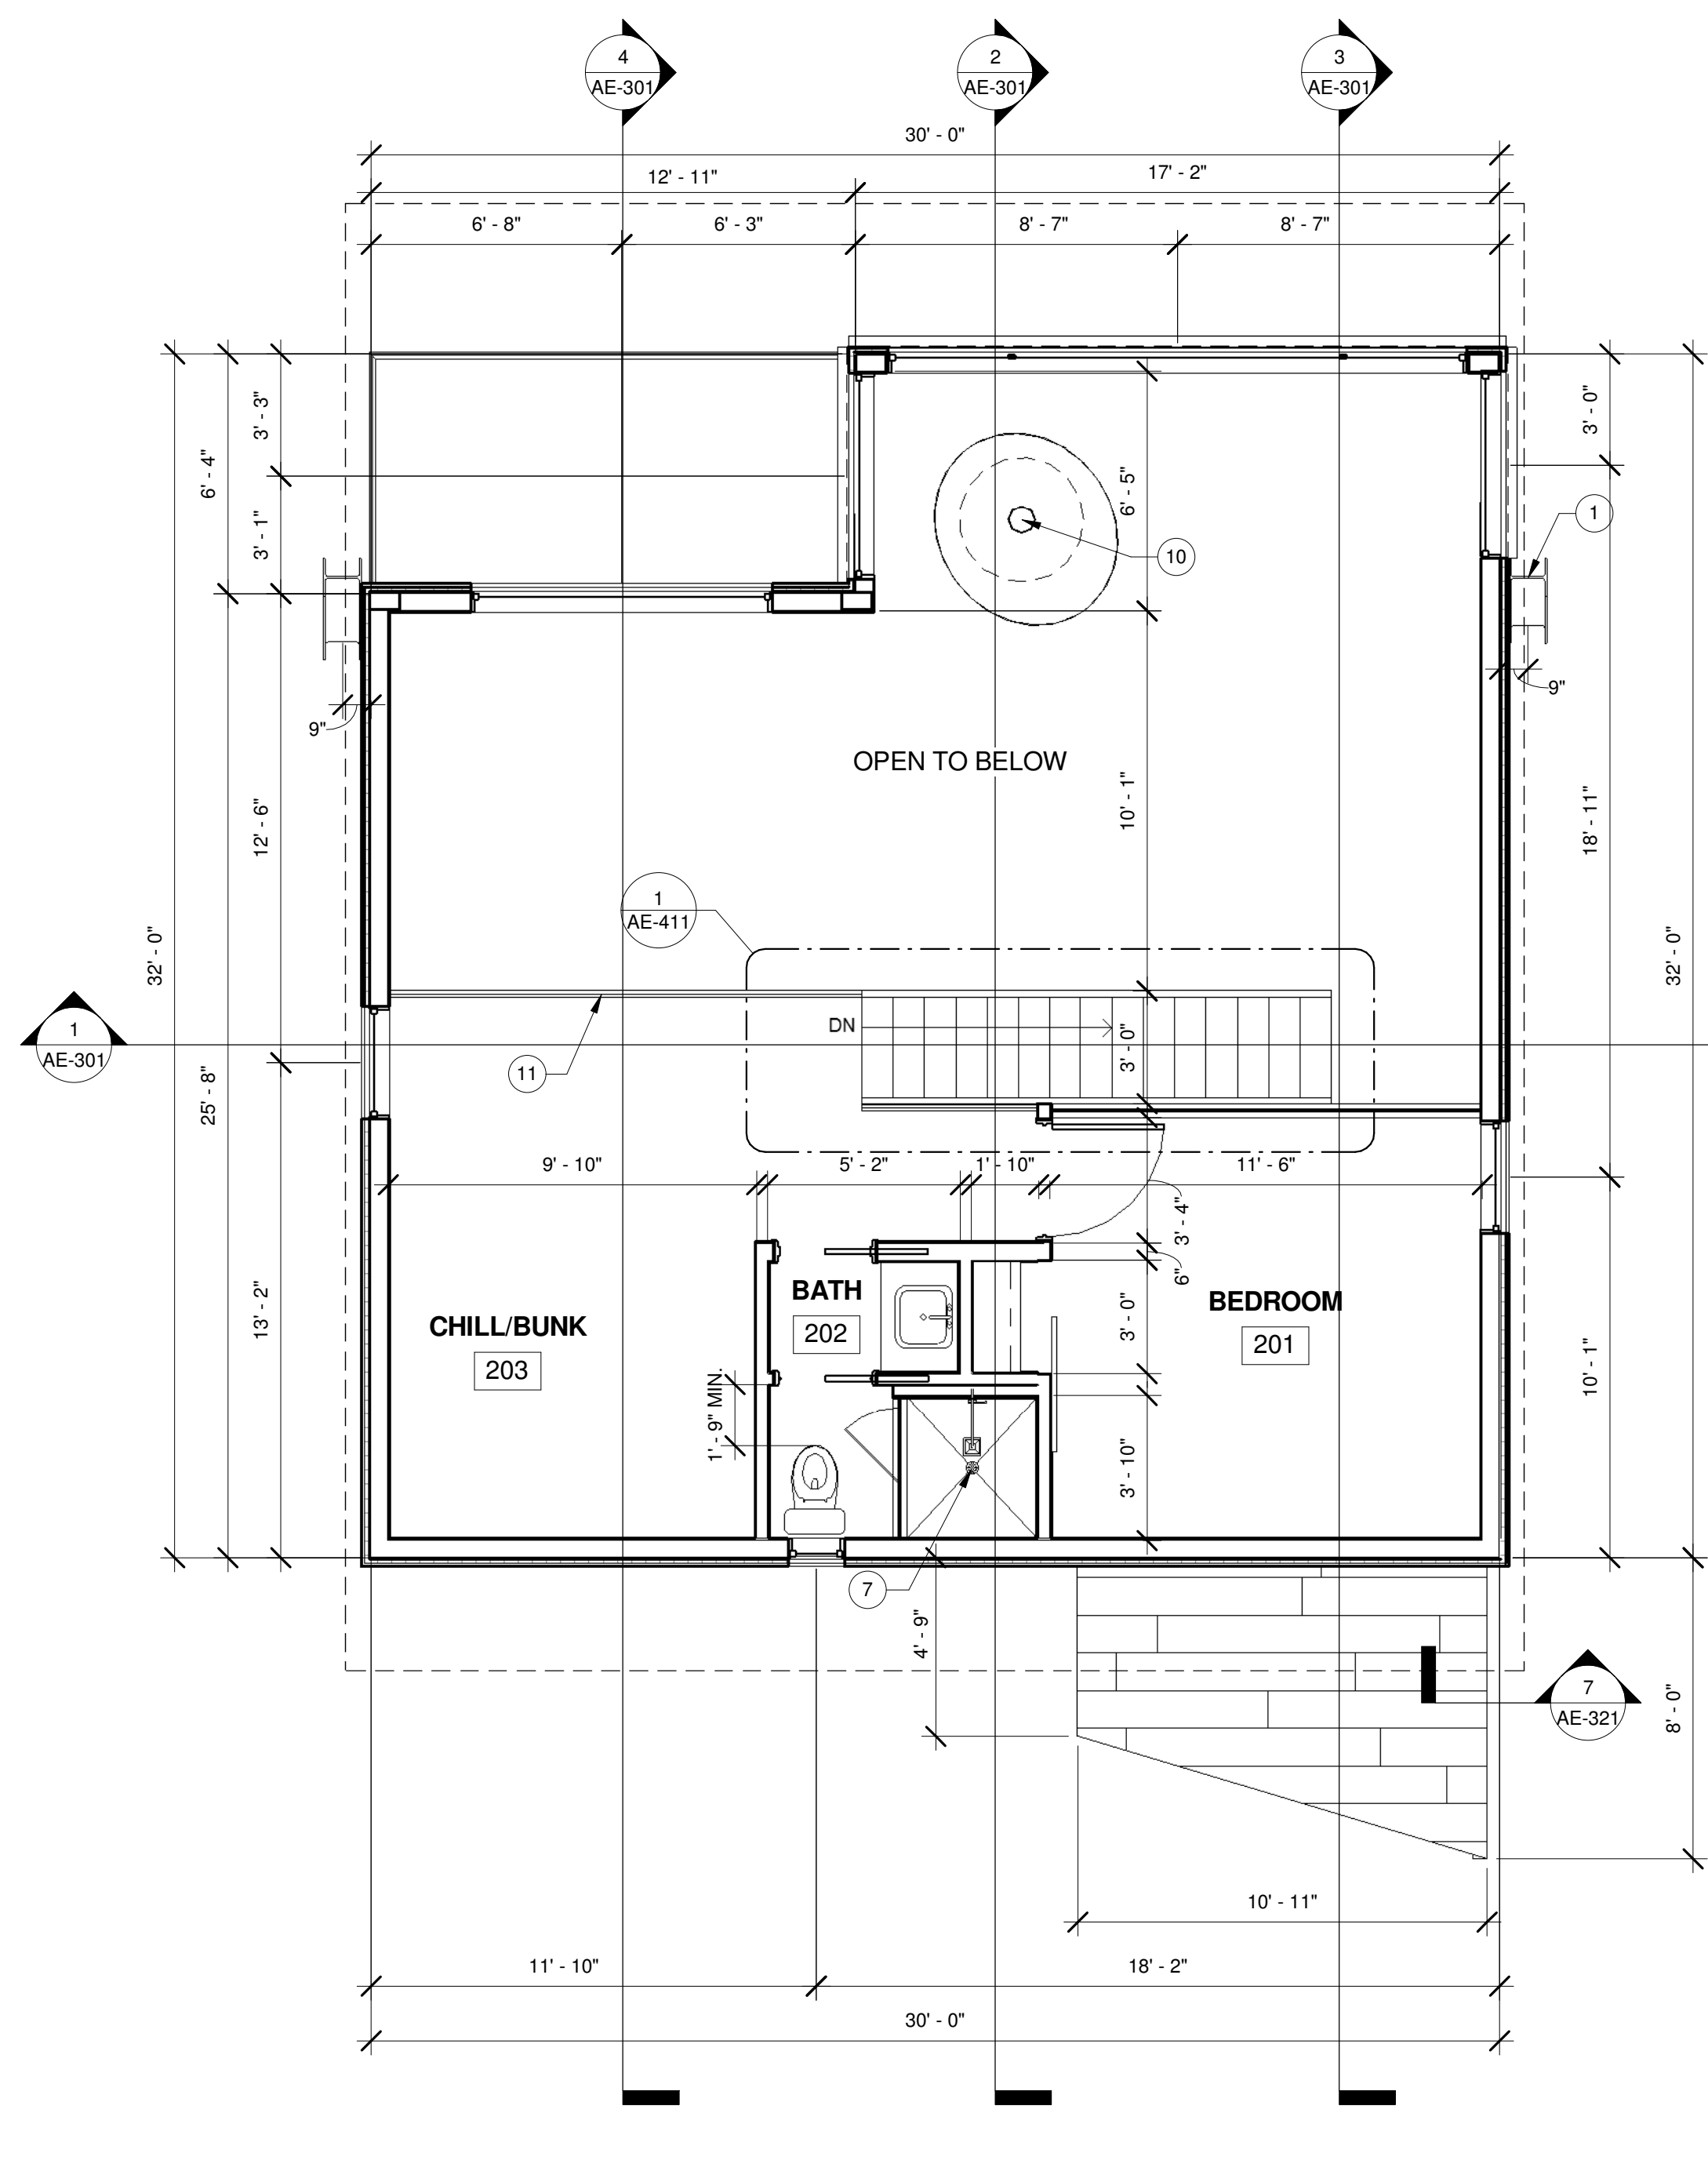 4
AE-301
2
AE-301
3
AE-301
30' - 0"
12' - 11"
17' - 2"
6' - 8"
6' - 3"
8' - 7"
8' - 7"
3' - 3"
3' - 0"
6' - 4"
6' - 5"
1
3' - 1"
10
9"
9"
OPEN TO BELOW
12' - 6"
10' - 1"
18' - 11"
1
AE-411
32' - 0"
32' - 0"
DN
1
AE-301
3' - 0"
11
25' - 8"
9' - 10"
5' - 2"
1' - 10"
11' - 6"
3' - 4"
6"
BATH
202
BEDROOM
201
CHILL/BUNK
203
13' - 2"
3' - 0"
10' - 1"
1' - 9" MIN.
3' - 10"
7
4' - 9"
7
AE-321
8' - 0"
10' - 11"
11' - 10"
18' - 2"
30' - 0"